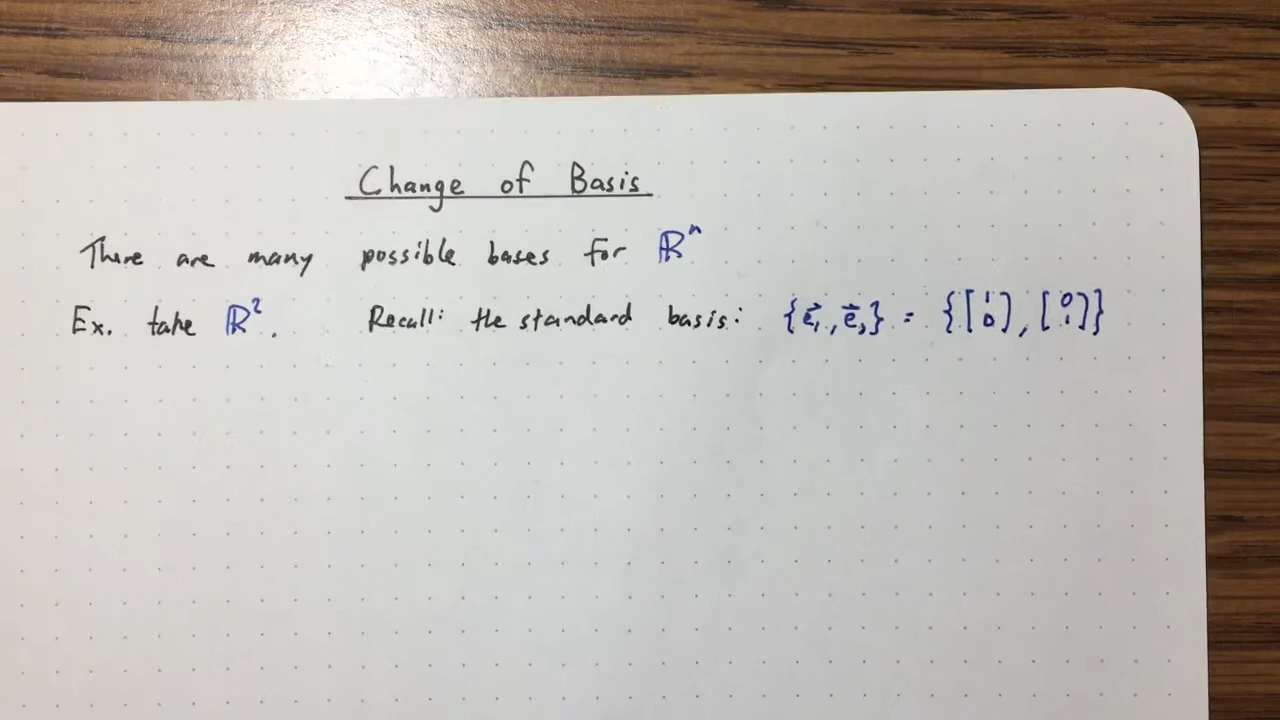 Change of Basis
There are many possible bases for ℝⁿ
Ex. take ℝ². Recall: the standard basis: {e⃗₁, e⃗₂} = {[1 0], [0 1]}